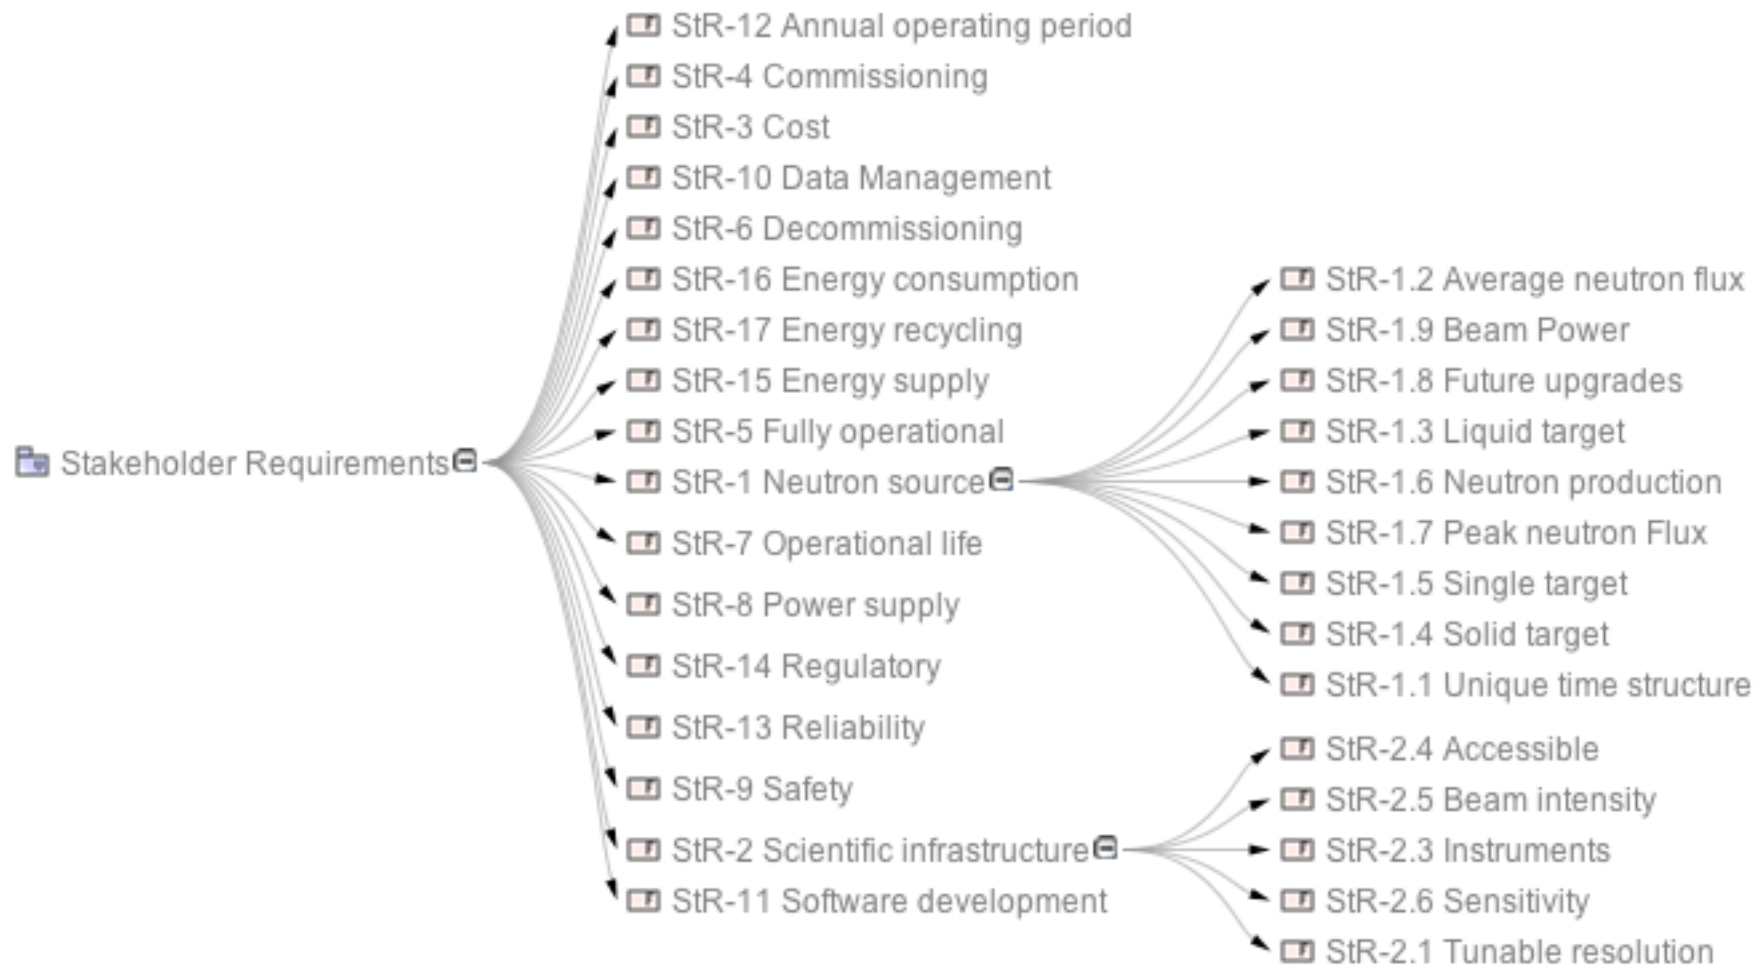 Stakeholder Requirements
StR-12 Annual operating period
StR-4 Commissioning
StR-3 Cost
StR-10 Data Management
StR-6 Decommissioning
StR-16 Energy consumption
StR-17 Energy recycling
StR-15 Energy supply
StR-5 Fully operational
StR-1 Neutron source
StR-7 Operational life
StR-8 Power supply
StR-14 Regulatory
StR-13 Reliability
StR-9 Safety
StR-2 Scientific infrastructure
StR-11 Software development
StR-1.2 Average neutron flux
StR-1.9 Beam Power
StR-1.8 Future upgrades
StR-1.3 Liquid target
StR-1.6 Neutron production
StR-1.7 Peak neutron Flux
StR-1.5 Single target
StR-1.4 Solid target
StR-1.1 Unique time structure
StR-2.4 Accessible
StR-2.5 Beam intensity
StR-2.3 Instruments
StR-2.6 Sensitivity
StR-2.1 Tunable resolution